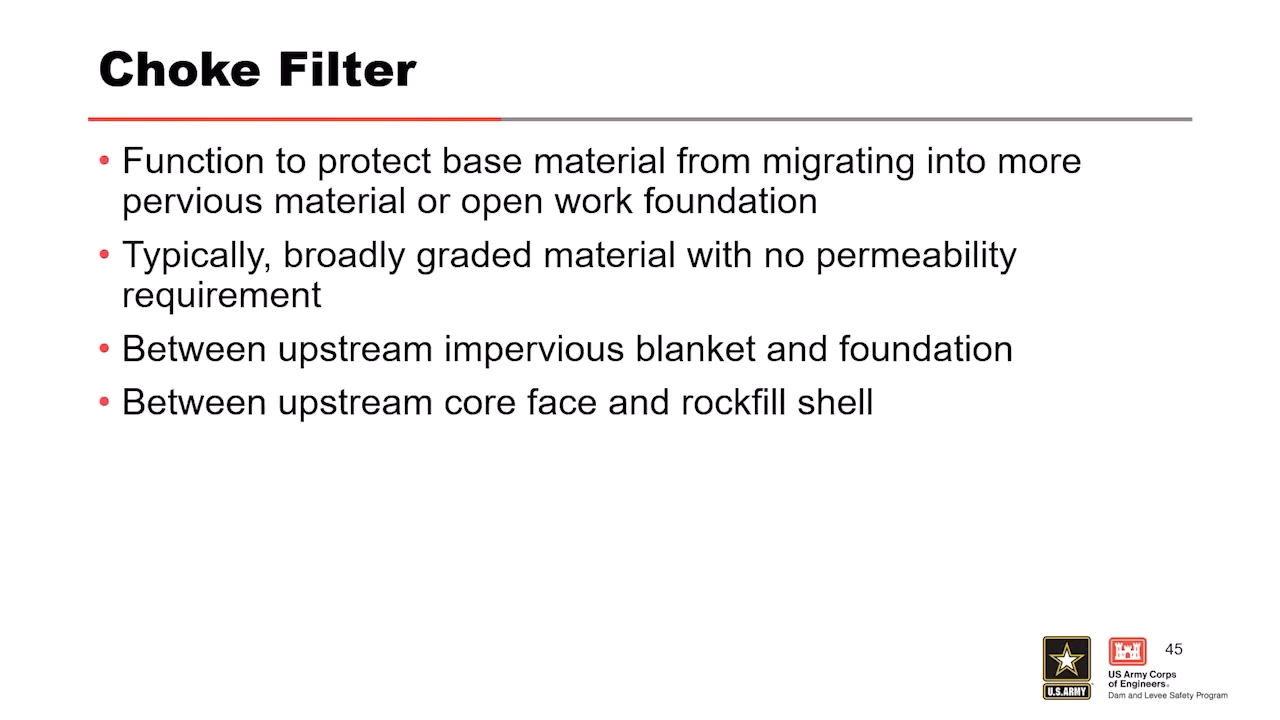 Choke Filter
• Function to protect base material from migrating into more
pervious material or open work foundation
• Typically, broadly graded material with no permeability
requirement
• Between upstream impervious blanket and foundation
• Between upstream core face and rockfill shell
45
U.S.ARMY
US Army Corps
of Engineers®
Dam and Levee Safety Program